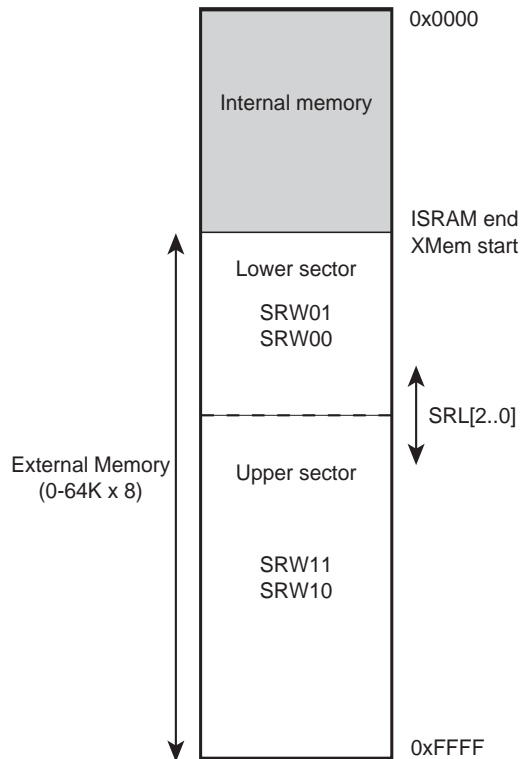 0x0000
Internal memory
ISRAM end
XMem start
Lower sector
SRW01
SRW00
SRL[2..0]
External Memory
(0-64K x 8)
Upper sector
SRW11
SRW10
0xFFFF